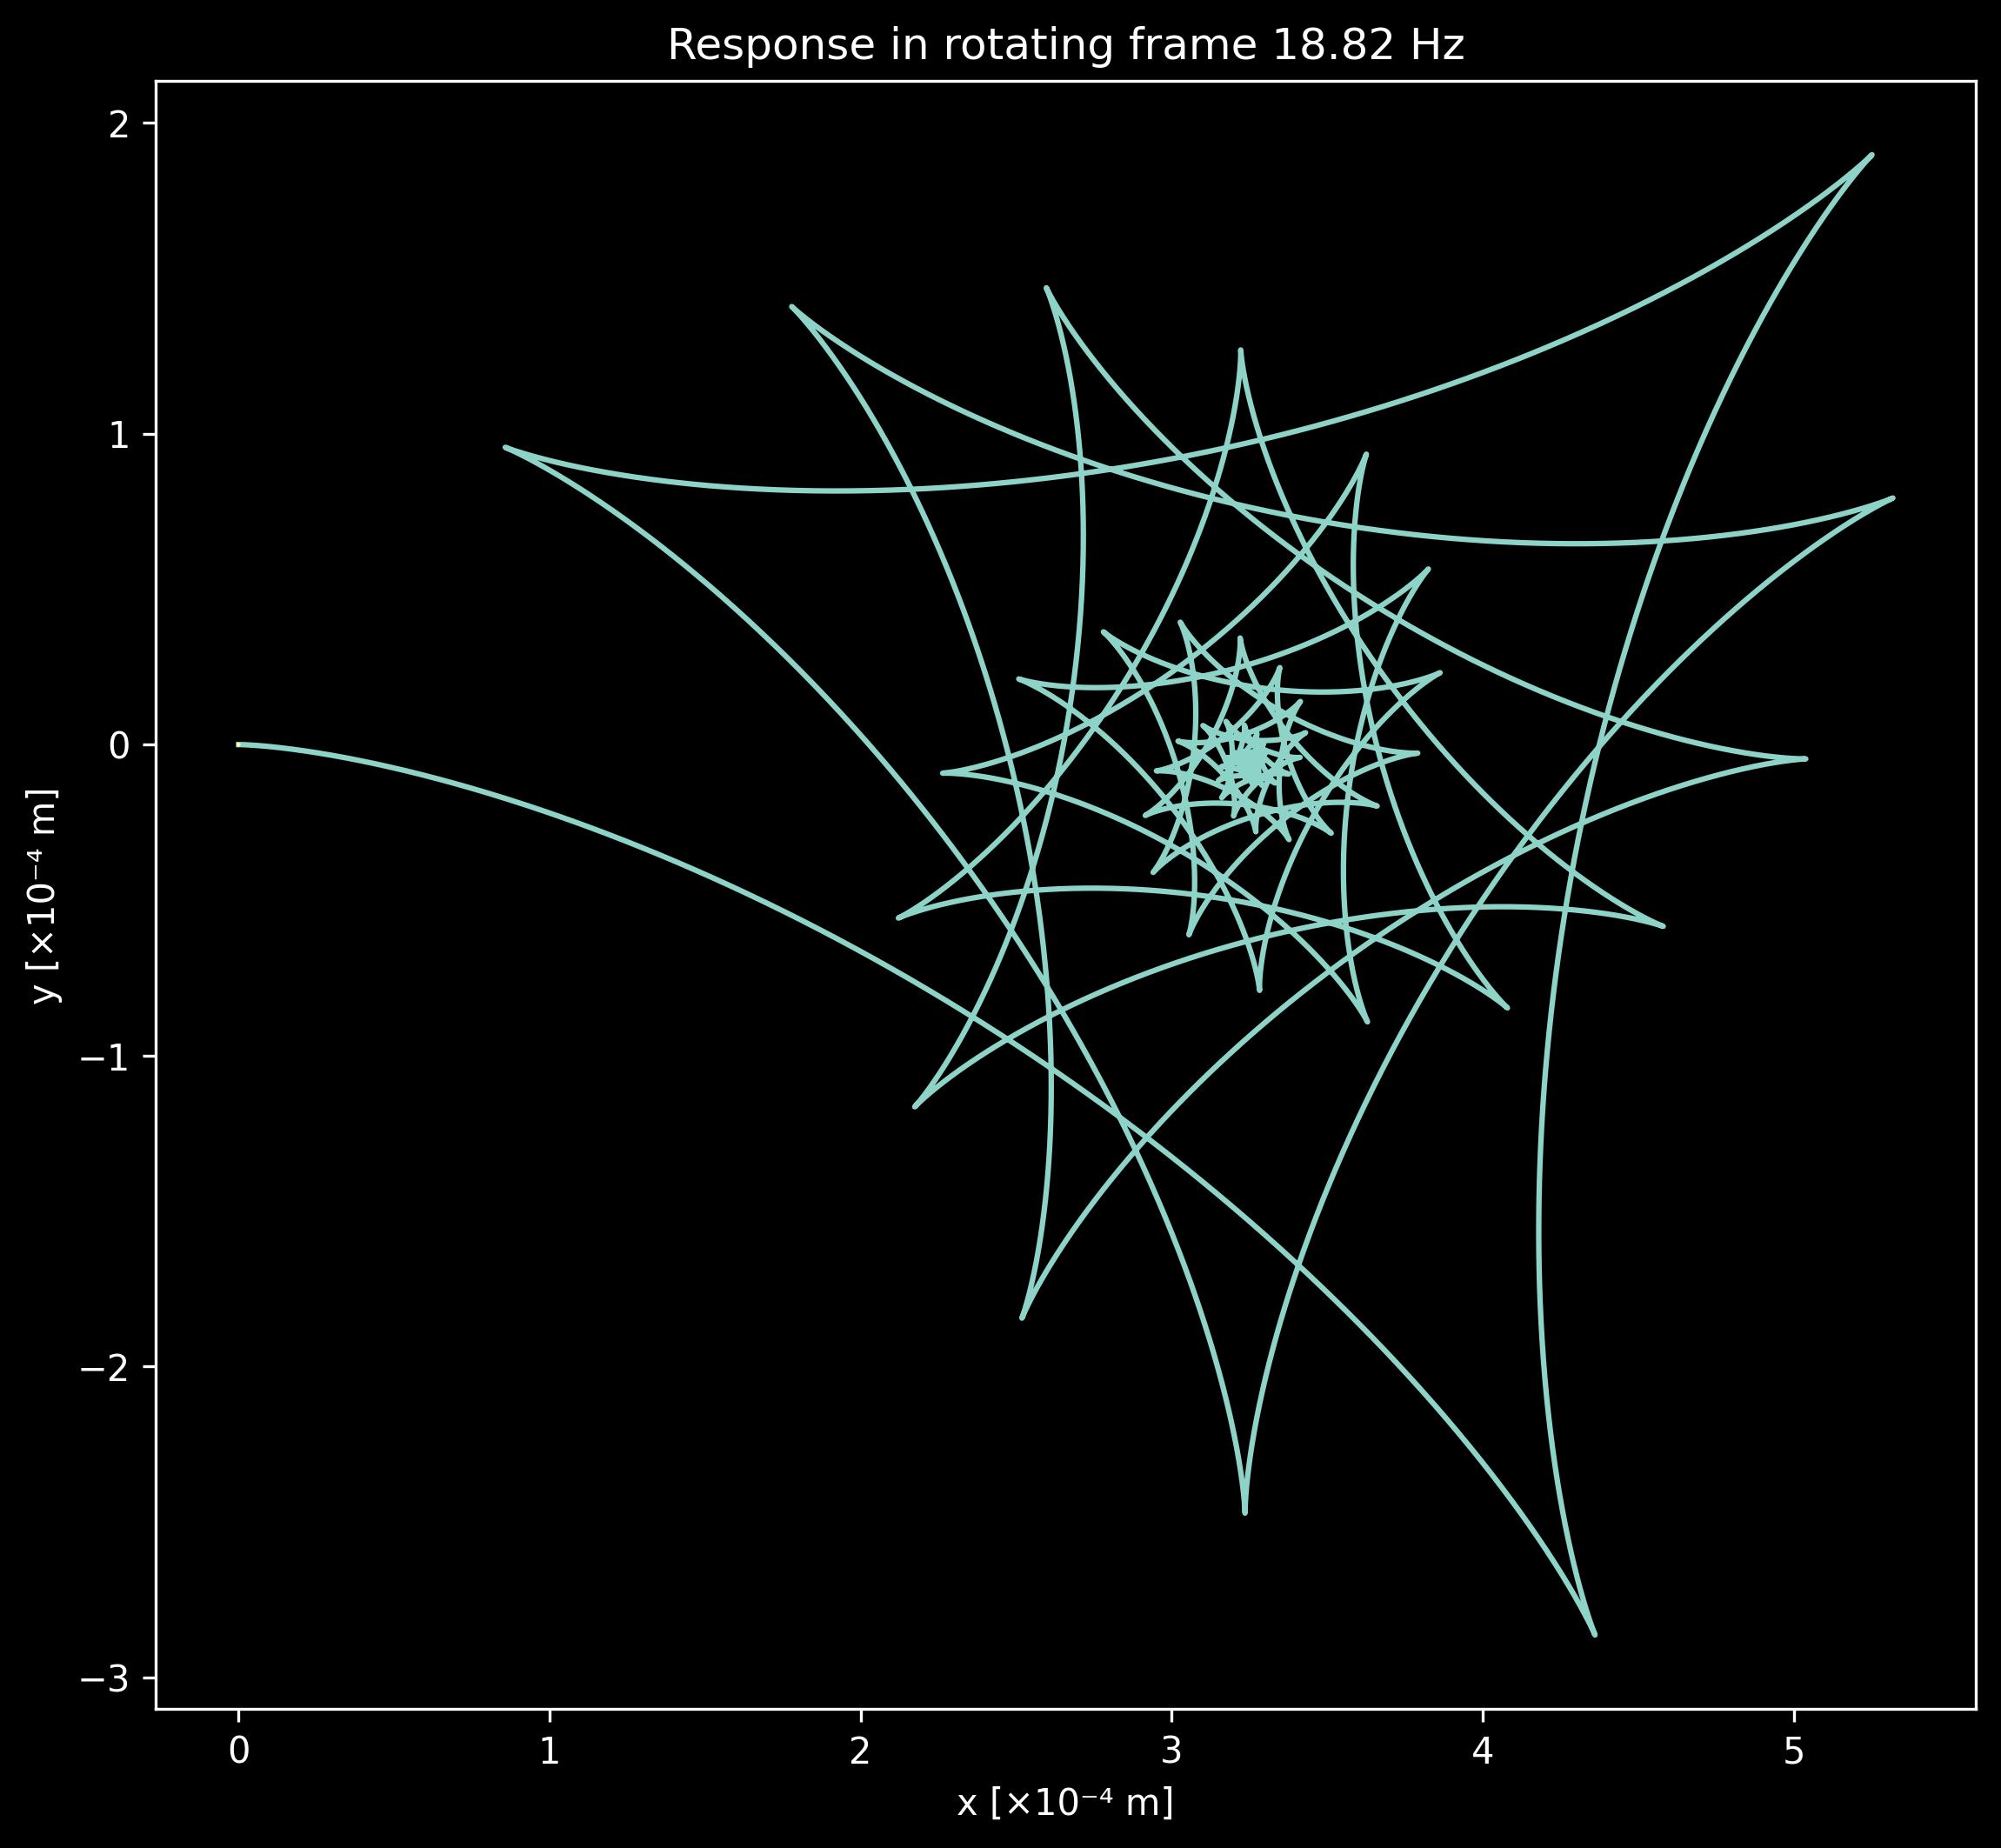 Response in rotating frame 18.82 Hz
y [×10⁻⁴ m]
2
1
0
−1
−2
−3
0 1 2 3 4 5
x [×10⁻⁴ m]